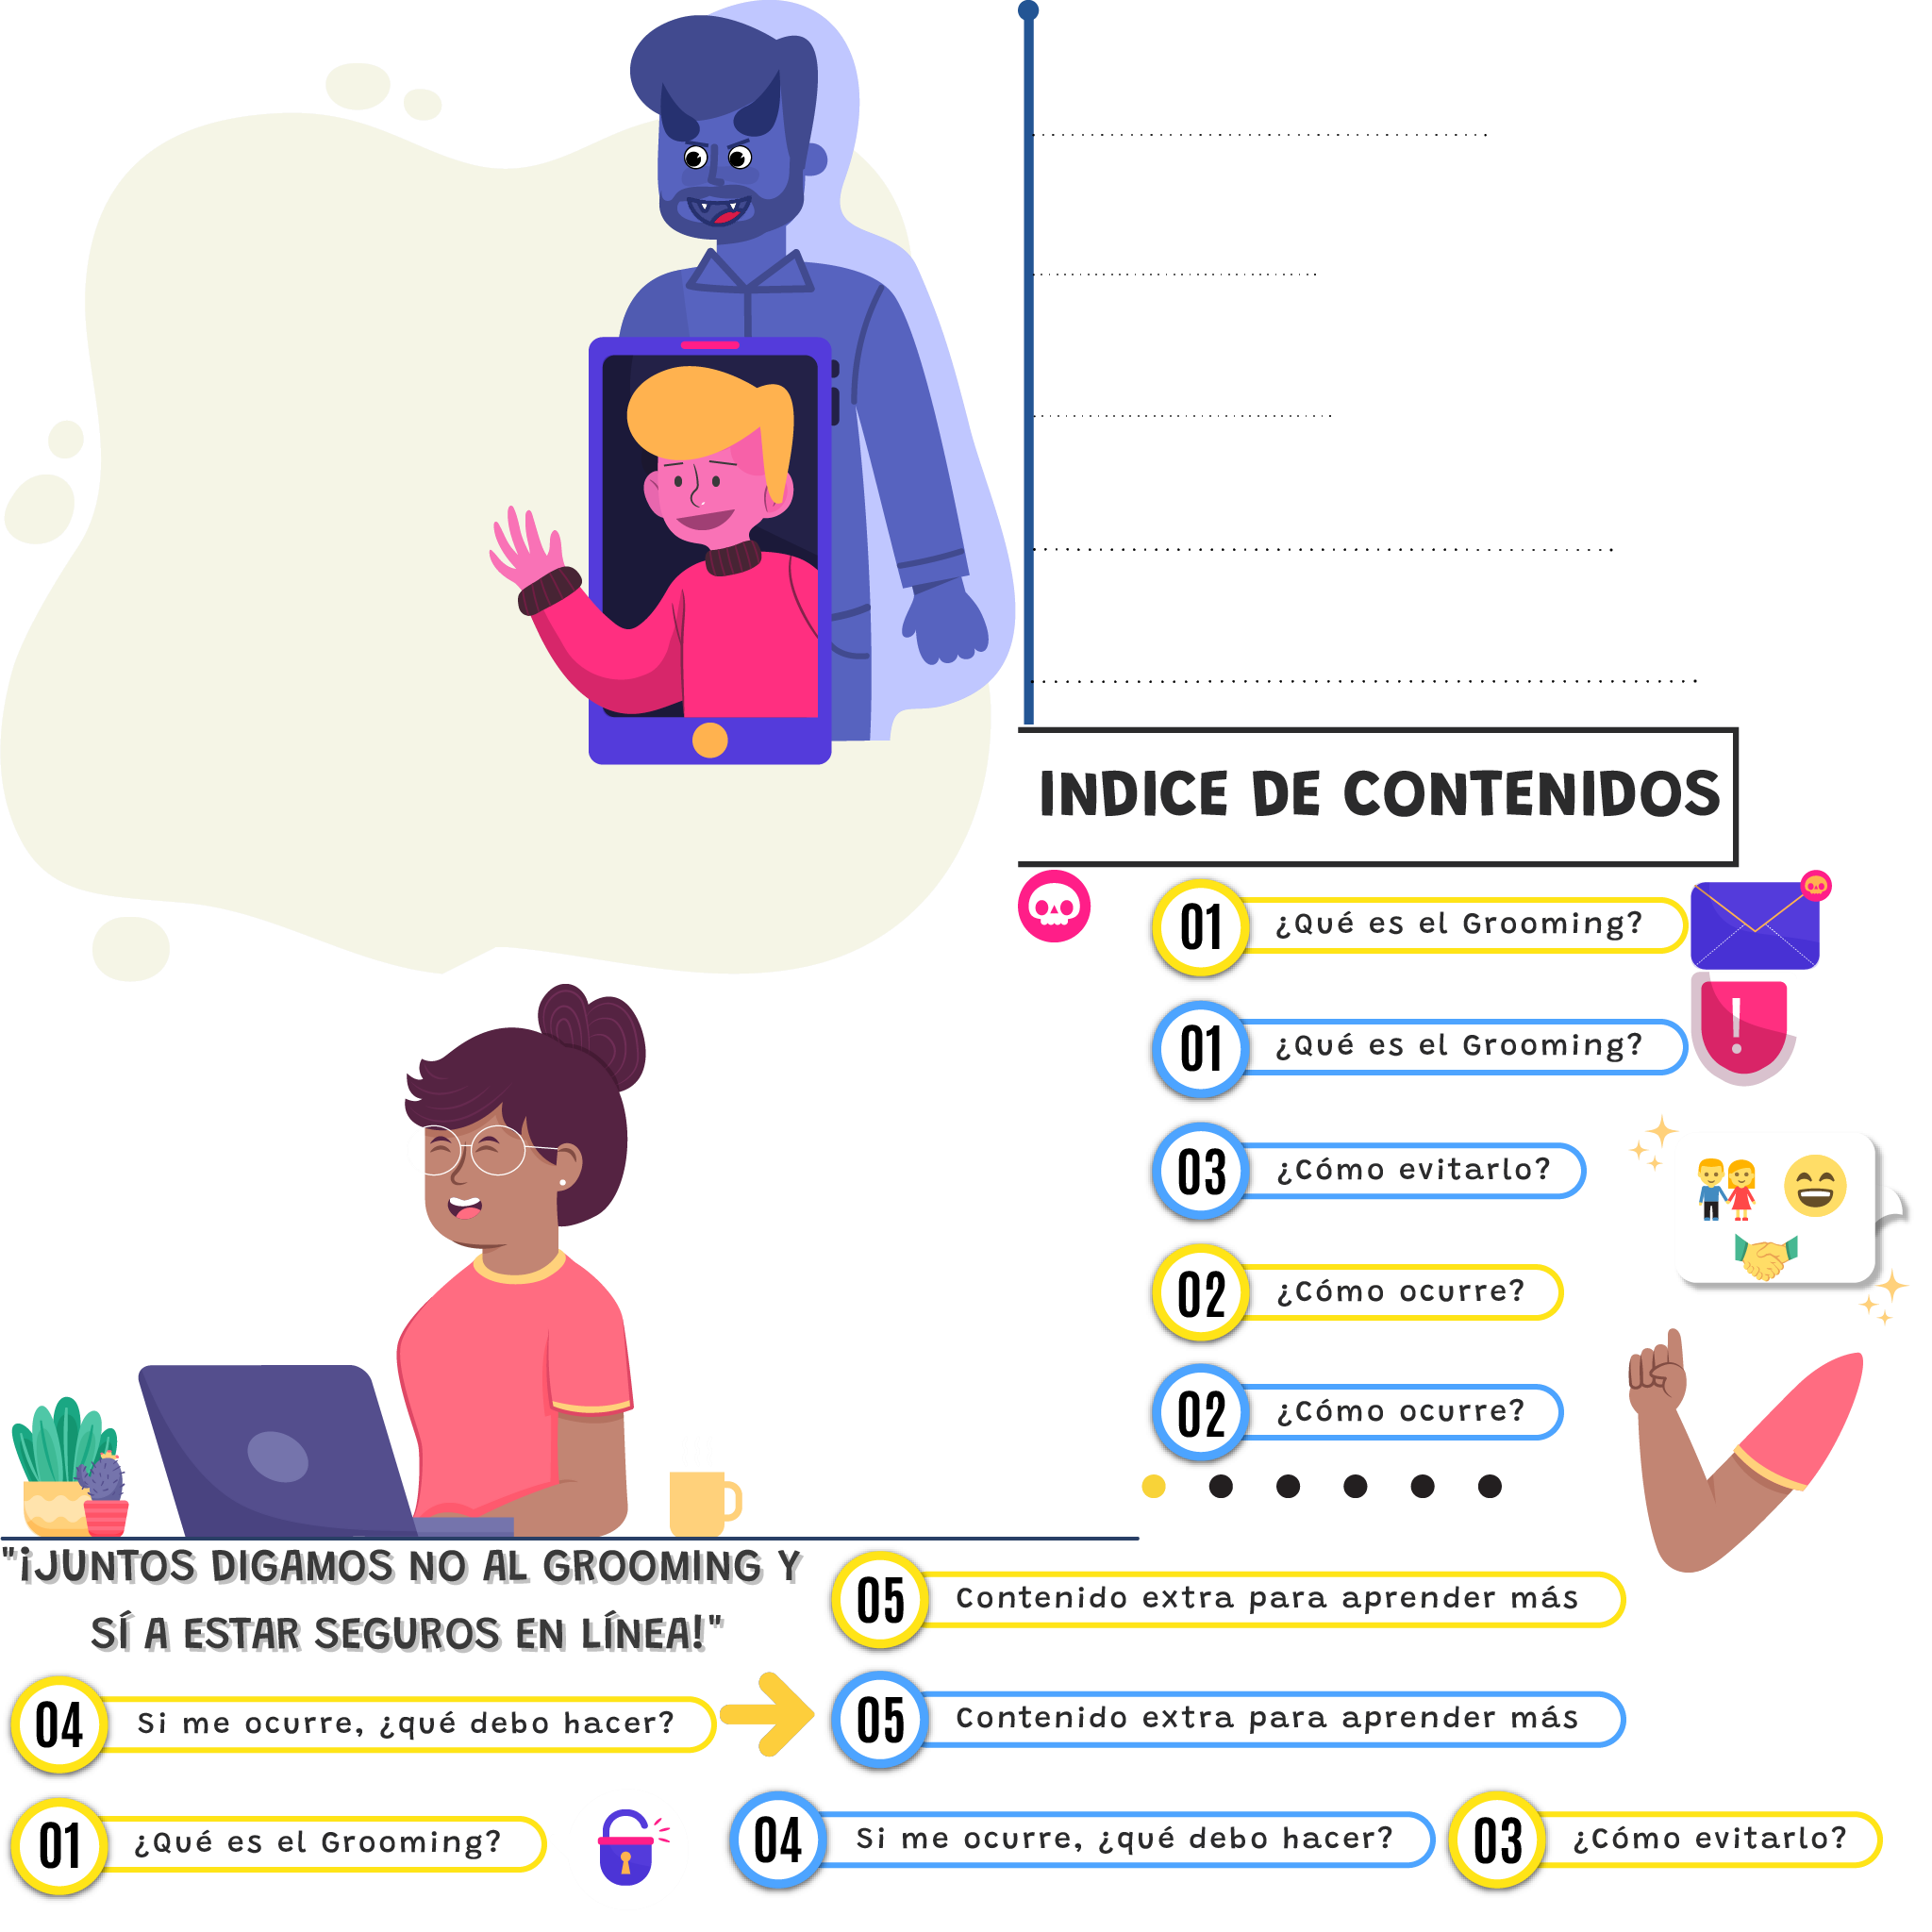 INDICE DE CONTENIDOS
01 ¿Qué es el Grooming?
01 ¿Qué es el Grooming?
!
03 ¿Cómo evitarlo?
02 ¿Cómo ocurre?
02 ¿Cómo ocurre?
"¡JUNTOS DIGAMOS NO AL GROOMING Y
SÍ A ESTAR SEGUROS EN LÍNEA!"
05 Contenido extra para aprender más
04 Si me ocurre, ¿qué debo hacer?
05 Contenido extra para aprender más
01 ¿Qué es el Grooming?
04 Si me ocurre, ¿qué debo hacer?
03 ¿Cómo evitarlo?